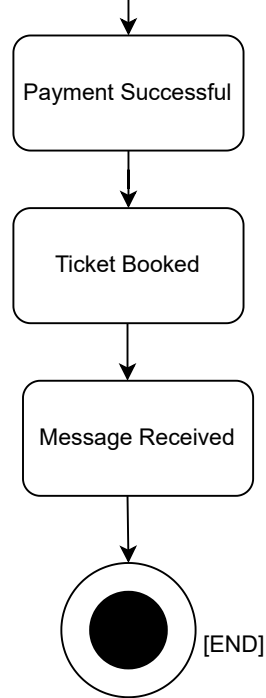 Payment Successful
Ticket Booked
Message Received
[END]